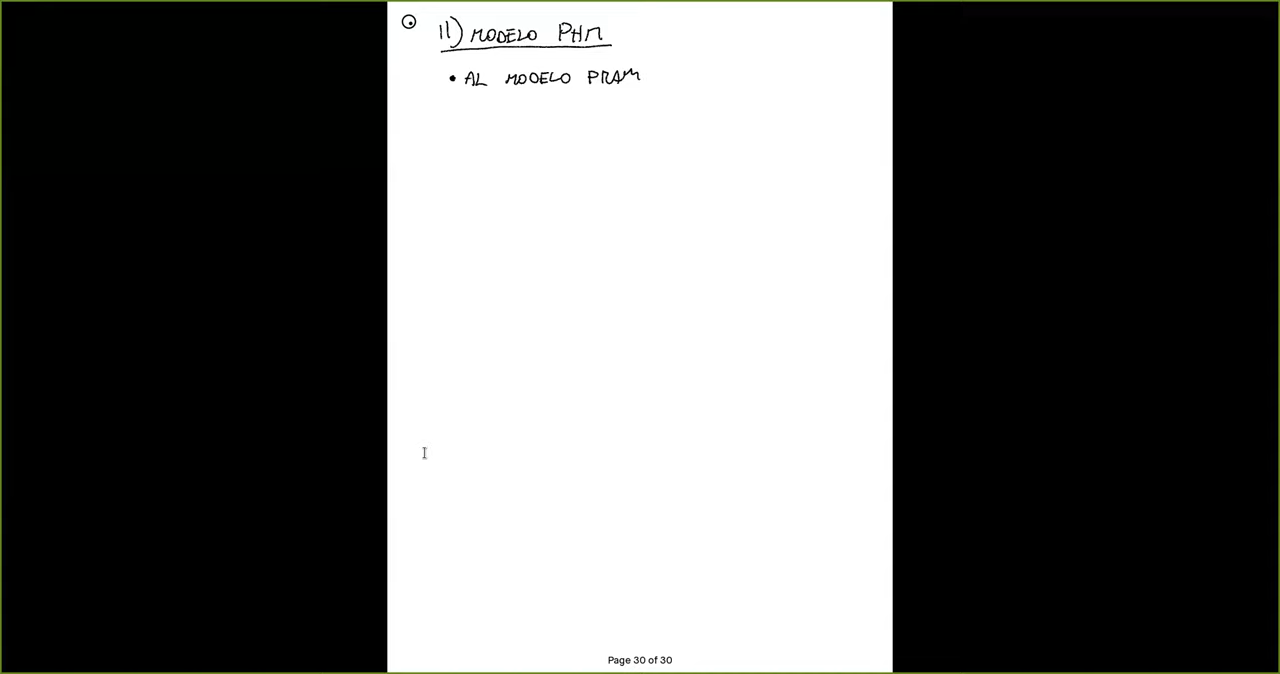 11) MODELO PHM
• AL MODELO PRAM
Page 30 of 30